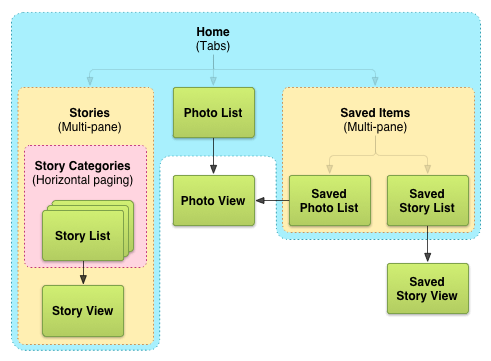 Home
(Tabs)
Stories
(Multi-pane)
Photo List
Saved Items
(Multi-pane)
Story Categories
(Horizontal paging)
Story List
Photo View
Saved
Photo List
Saved
Story List
Story View
Saved
Story View